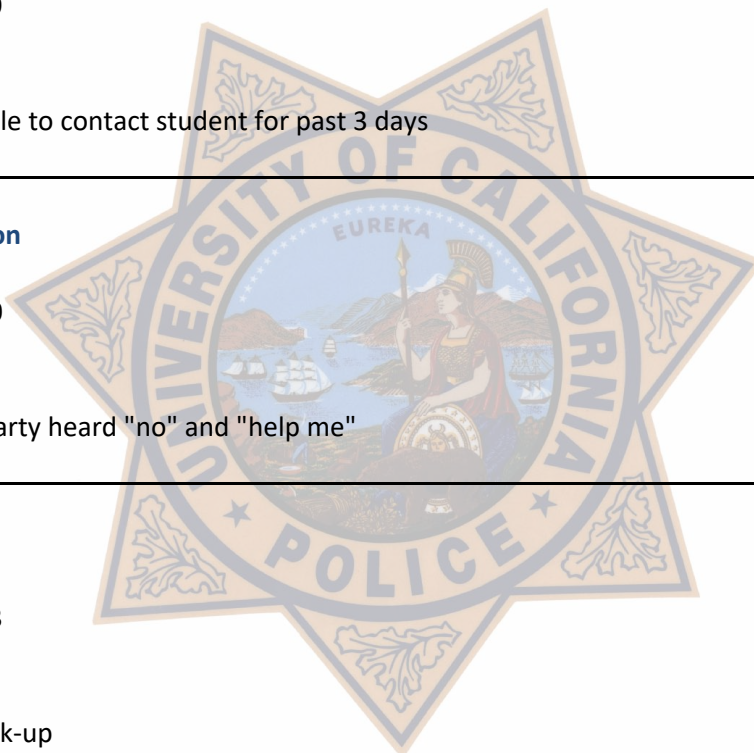 le to contact student for past 3 days
UNIVERSITY OF CALIFORNIA
on
EUREKA
arty heard "no" and "help me"
POLICE
k-up